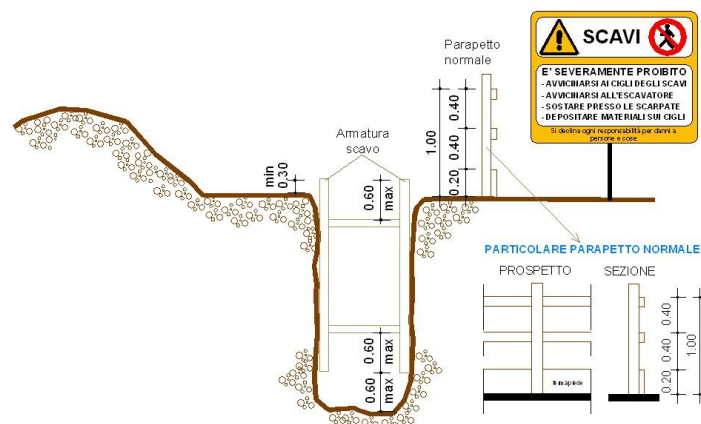 Parapetto
normale
SCAVI
E' SEVERAMENTE PROIBITO
- AVVICINARSI AI CIGLI DEGLI SCAVI
- AVVICINARSI ALL'ESCAVATORE
- SOSTARE PRESSO LE SCARPATE
- DEPOSITARE MATERIALI SUI CIGLI
Si declina ogni responsabilità per danni a
persone e cose
Armatura
scavo
min
0,30
0.60
max
1.00
0.40
0.40
0.20
PARTICOLARE PARAPETTO NORMALE
PROSPETTO
SEZIONE
0.60
max
0.60
max
0.40
0.40
0.20
1.00